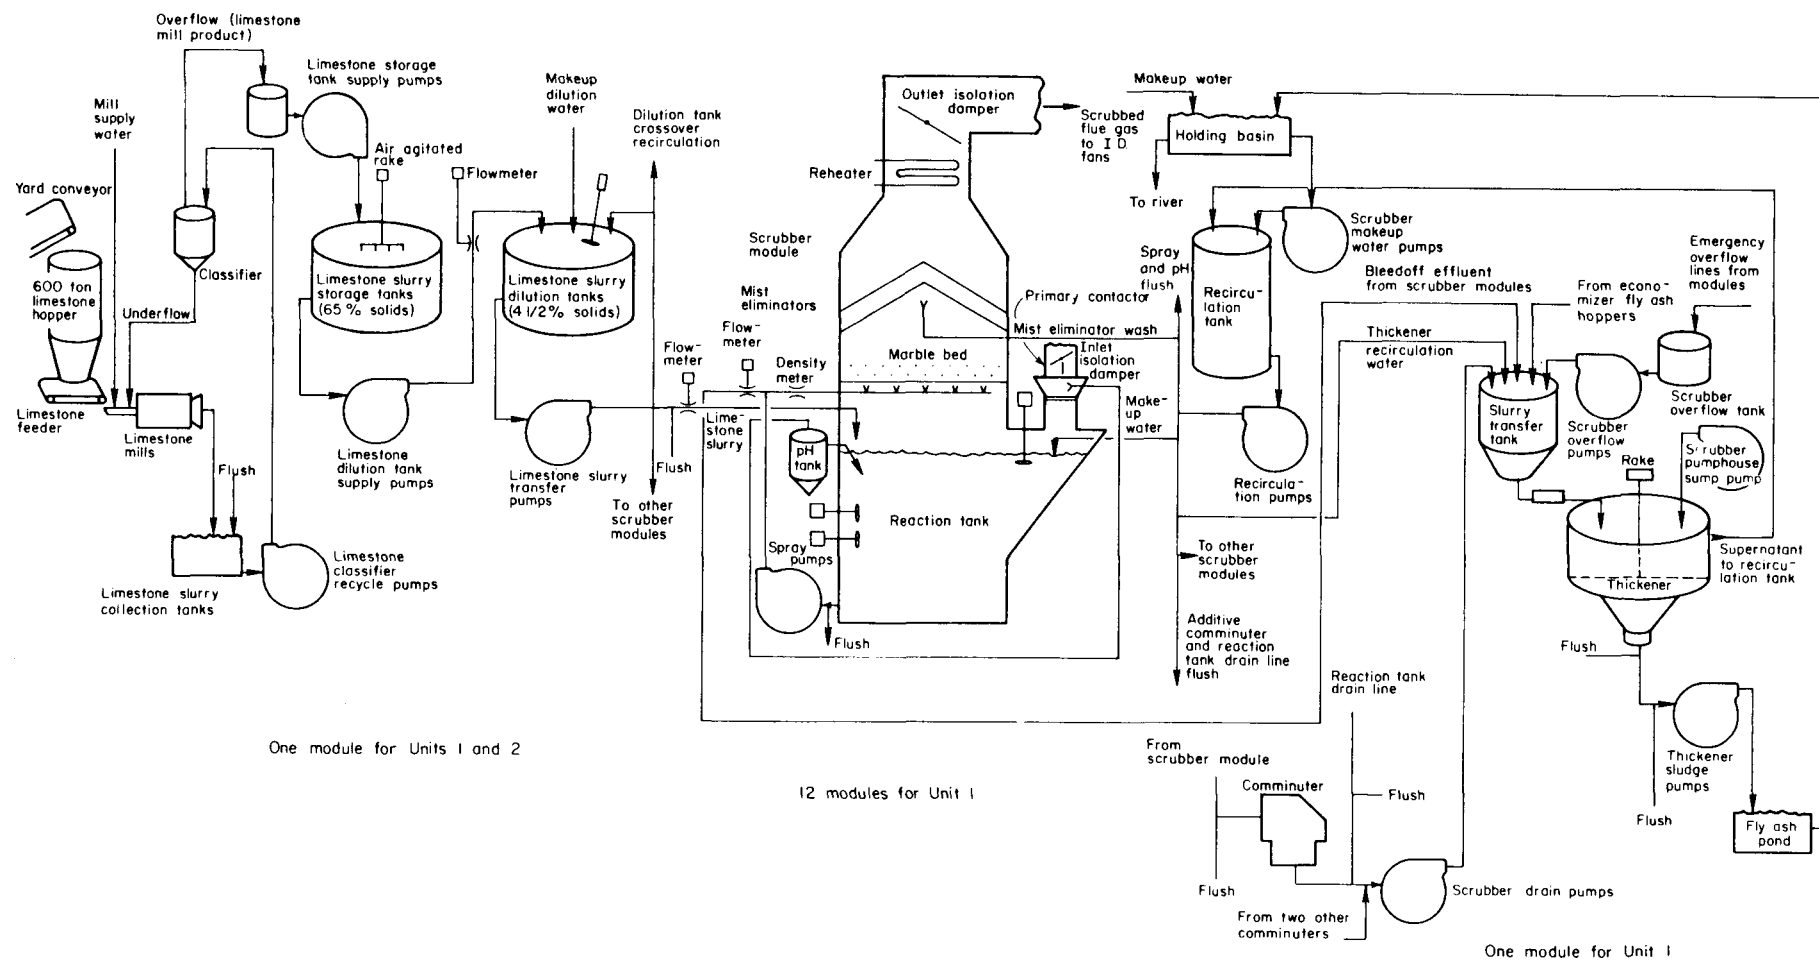 Overflow (limestone
mill product)
Limestone storage
tank supply pumps
Mill
supply
water
Air agitated
rake
Flowmeter
Makeup
dilution
water
Dilution tank
crossover
recirculation
Yard conveyor
600 ton
limestone
hopper
Classifier
Underflow
Limestone slurry
storage tanks
(65% solids)
Limestone slurry
dilution tanks
(4 1/2% solids)
Limestone
feeder
Limestone
mills
Flush
Limestone slurry
collection tanks
Limestone
classifier
recycle pumps
Limestone
dilution tank
supply pumps
Limestone slurry
transfer
pumps
Flush
To other
scrubber
modules
One module for Units 1 and 2
Outlet isolation
damper
Scrubbed
flue gas
to I D
fans
Reheater
Scrubber
module
Mist
eliminators
Flow-
meter
Flow-
meter
Density
meter
Primary contactor
Mist eliminator wash
Marble bed
Inlet
isolation
damper
Make-
up
water
Lime-
stone
slurry
pH
tank
Reaction tank
Spray
pumps
Flush
12 modules for Unit 1
Makeup water
Holding basin
To river
Scrubber
makeup
water pumps
Spray
and pH
flush
Recircu-
lation
tank
Bleedoff effluent
from scrubber modules
Emergency
overflow
lines from
modules
From econo-
mizer fly ash
hoppers
Thickener
recirculation
water
Recircula-
tion pumps
Slurry
transfer
tank
Scrubber
overflow
pumps
Scrubber
overflow tank
Scrubber
pumphouse
sump pump
Rake
Thickener
Supernatant
to recircu-
lation tank
To other
scrubber
modules
Additive
comminuter
and reaction
tank drain line
flush
Flush
Reaction tank
drain line
From
scrubber module
Comminuter
Flush
Flush
From two other
comminuters
Scrubber drain pumps
Thickener
sludge
pumps
Flush
Fly ash
pond
One module for Unit 1